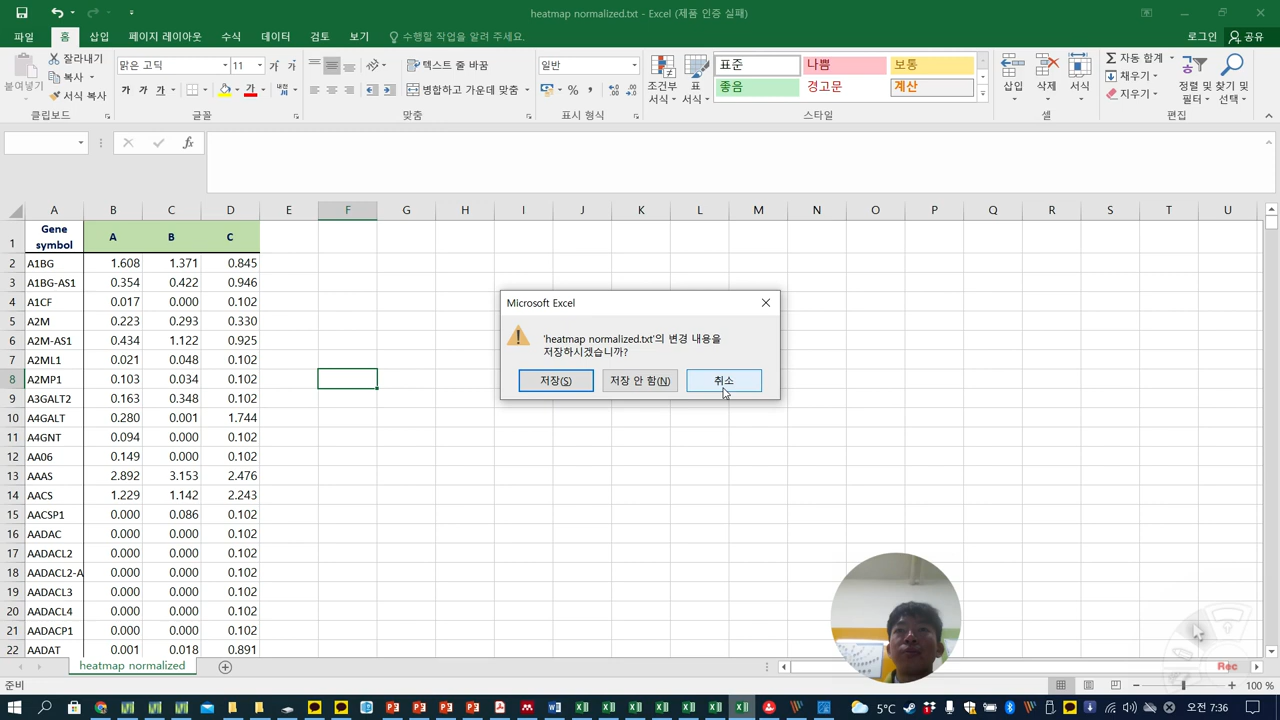 heatmap normalized.txt - Excel (제품 인증 실패)
파일 홈 삽입 페이지 레이아웃 수식 데이터 검토 보기 수행할 작업을 알려 주세요. 로그인 공유
붙여넣기
잘라내기
복사
서식 복사
클립보드
맑은 고딕 11 가 가
가 가 가 가
글꼴
텍스트 줄 바꿈
병합하고 가운데 맞춤
맞춤
일반
%
표시 형식
조건부 서식
표 서식
표준 나쁨 보통
좋음 경고문 계산
스타일
삽입 삭제 서식
셀
자동 합계
채우기
지우기
정렬 및 필터
찾기 및 선택
편집
fx
A B C D E F G H I J K L M N O P Q R S T U
1 Gene symbol A B C
2 A1BG 1.608 1.371 0.845
3 A1BG-AS1 0.354 0.422 0.946
4 A1CF 0.017 0.000 0.102
5 A2M 0.223 0.293 0.330
6 A2M-AS1 0.434 1.122 0.925
7 A2ML1 0.021 0.048 0.102
8 A2MP1 0.103 0.034 0.102
9 A3GALT2 0.163 0.348 0.102
10 A4GALT 0.280 0.001 1.744
11 A4GNT 0.094 0.000 0.102
12 AA06 0.149 0.000 0.102
13 AAAS 2.892 3.153 2.476
14 AACS 1.229 1.142 2.243
15 AACSP1 0.000 0.086 0.102
16 AADAC 0.000 0.000 0.102
17 AADACL2 0.000 0.000 0.102
18 AADACL2-A 0.000 0.000 0.102
19 AADACL3 0.000 0.000 0.102
20 AADACL4 0.000 0.000 0.102
21 AADACP1 0.000 0.000 0.102
22 AADAT 0.001 0.018 0.891
Microsoft Excel
'heatmap normalized.txt'의 변경 내용을
저장하시겠습니까?
저장(S) 저장 안 함(N) 취소
heatmap normalized
Rec
준비
100 %
5°C
오전 7:36